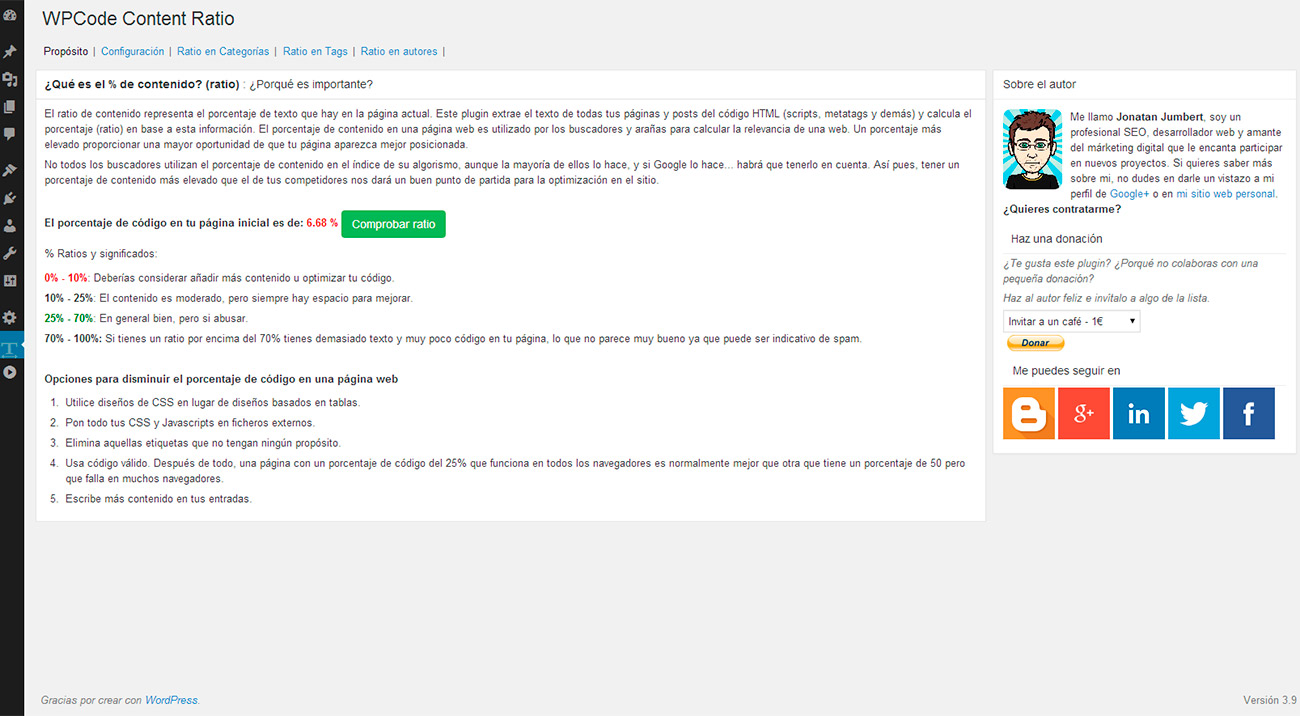 WPCode Content Ratio
Propósito | Configuración | Ratio en Categorías | Ratio en Tags | Ratio en autores |
¿Qué es el % de contenido? (ratio) : ¿Porqué es importante?
El ratio de contenido representa el porcentaje de texto que hay en la página actual. Este plugin extrae el texto de todas tus páginas y posts del código HTML (scripts, metatags y demás) y calcula el
porcentaje (ratio) en base a esta información. El porcentaje de contenido en una página web es utilizado por los buscadores y arañas para calcular la relevancia de una web. Un porcentaje más
elevado proporcionar una mayor oportunidad de que tu página aparezca mejor posicionada.
No todos los buscadores utilizan el porcentaje de contenido en el índice de su algorismo, aunque la mayoría de ellos lo hace, y si Google lo hace... habrá que tenerlo en cuenta. Así pues, tener un
porcentaje de contenido más elevado que el de tus competidores nos dará un buen punto de partida para la optimización en el sitio.
El porcentaje de código en tu página inicial es de: 6.68 % Comprobar ratio
% Ratios y significados:
0% - 10%: Deberías considerar añadir más contenido u optimizar tu código.
10% - 25%: El contenido es moderado, pero siempre hay espacio para mejorar.
25% - 70%: En general bien, pero si abusar.
70% - 100%: Si tienes un ratio por encima del 70% tienes demasiado texto y muy poco código en tu página, lo que no parece muy bueno ya que puede ser indicativo de spam.
Opciones para disminuir el porcentaje de código en una página web
1. Utilice diseños de CSS en lugar de diseños basados en tablas.
2. Pon todo tus CSS y Javascripts en ficheros externos.
3. Elimina aquellas etiquetas que no tengan ningún propósito.
4. Usa código válido. Después de todo, una página con un porcentaje de código del 25% que funciona en todos los navegadores es normalmente mejor que otra que tiene un porcentaje de 50 pero
que falla en muchos navegadores.
5. Escribe más contenido en tus entradas.
Sobre el autor
Me llamo Jonatan Jumbert, soy un
profesional SEO, desarrollador web y amante
del márketing digital que le encanta participar
en nuevos proyectos. Si quieres saber más
sobre mi, no dudes en darle un vistazo a mi
perfil de Google+ o en mi sitio web personal.
¿Quieres contratarme?
Haz una donación
¿Te gusta este plugin? ¿Porqué no colaboras con una
pequeña donación?
Haz al autor feliz e invítalo a algo de la lista.
Invitar a un café - 1€
Donar
Me puedes seguir en
g+ in f
Gracias por crear con WordPress.
Versión 3.9